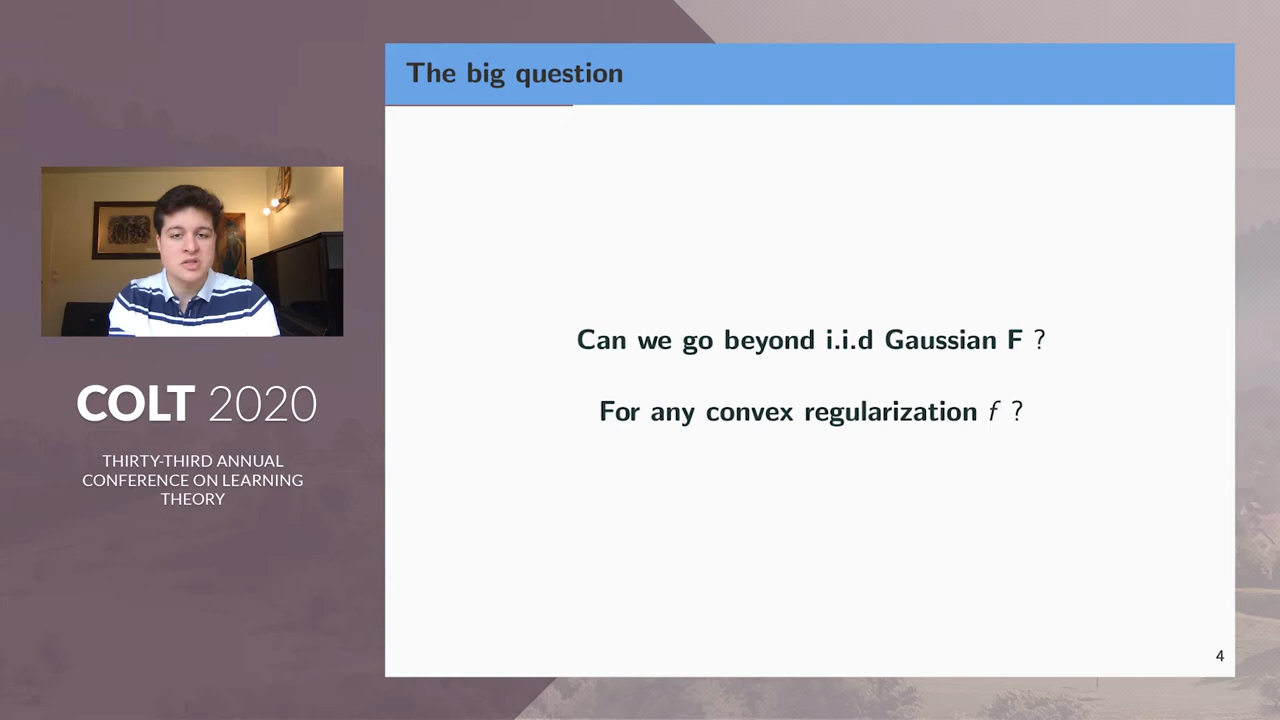 The big question
Can we go beyond i.i.d Gaussian F ?
For any convex regularization f ?
4
COLT 2020
THIRTY-THIRD ANNUAL
CONFERENCE ON LEARNING
THEORY